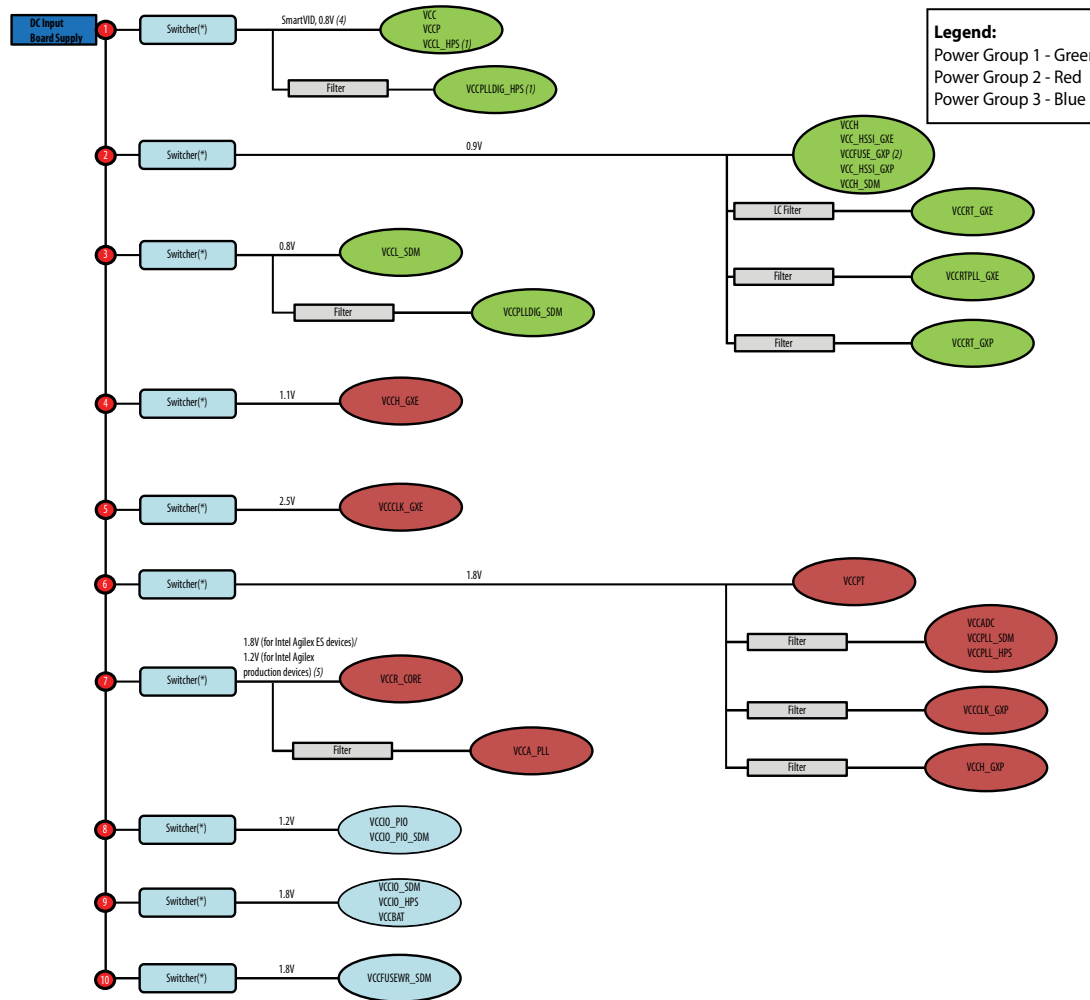 DC Input
Board Supply
1
Switcher(*)
SmartVID, 0.8V (4)
VCC
VCCP
VCCL_HPS (1)
Filter
VCCPLLDIG_HPS (1)
Legend:
Power Group 1 - Green
Power Group 2 - Red
Power Group 3 - Blue
2
Switcher(*)
0.9V
VCCH
VCC_HSSI_GXE
VCCFUSE_GXP (2)
VCC_HSSI_GXP
VCCH_SDM
LC Filter
VCCRT_GXE
Filter
VCCRTPLL_GXE
Filter
VCCRT_GXP
3
Switcher(*)
0.8V
VCCL_SDM
Filter
VCCPLLDIG_SDM
4
Switcher(*)
1.1V
VCCH_GXE
5
Switcher(*)
2.5V
VCCCLK_GXE
6
Switcher(*)
1.8V
VCCPT
Filter
VCCADC
VCCPLL_SDM
VCCPLL_HPS
Filter
VCCCLK_GXP
Filter
VCCH_GXP
7
Switcher(*)
1.8V (for Intel Agilex ES devices)/
1.2V (for Intel Agilex
production devices) (5)
VCCR_CORE
Filter
VCCA_PLL
8
Switcher(*)
1.2V
VCCIO_PIO
VCCIO_PIO_SDM
9
Switcher(*)
1.8V
VCCIO_SDM
VCCIO_HPS
VCCBAT
10
Switcher(*)
1.8V
VCCFUSEWR_SDM